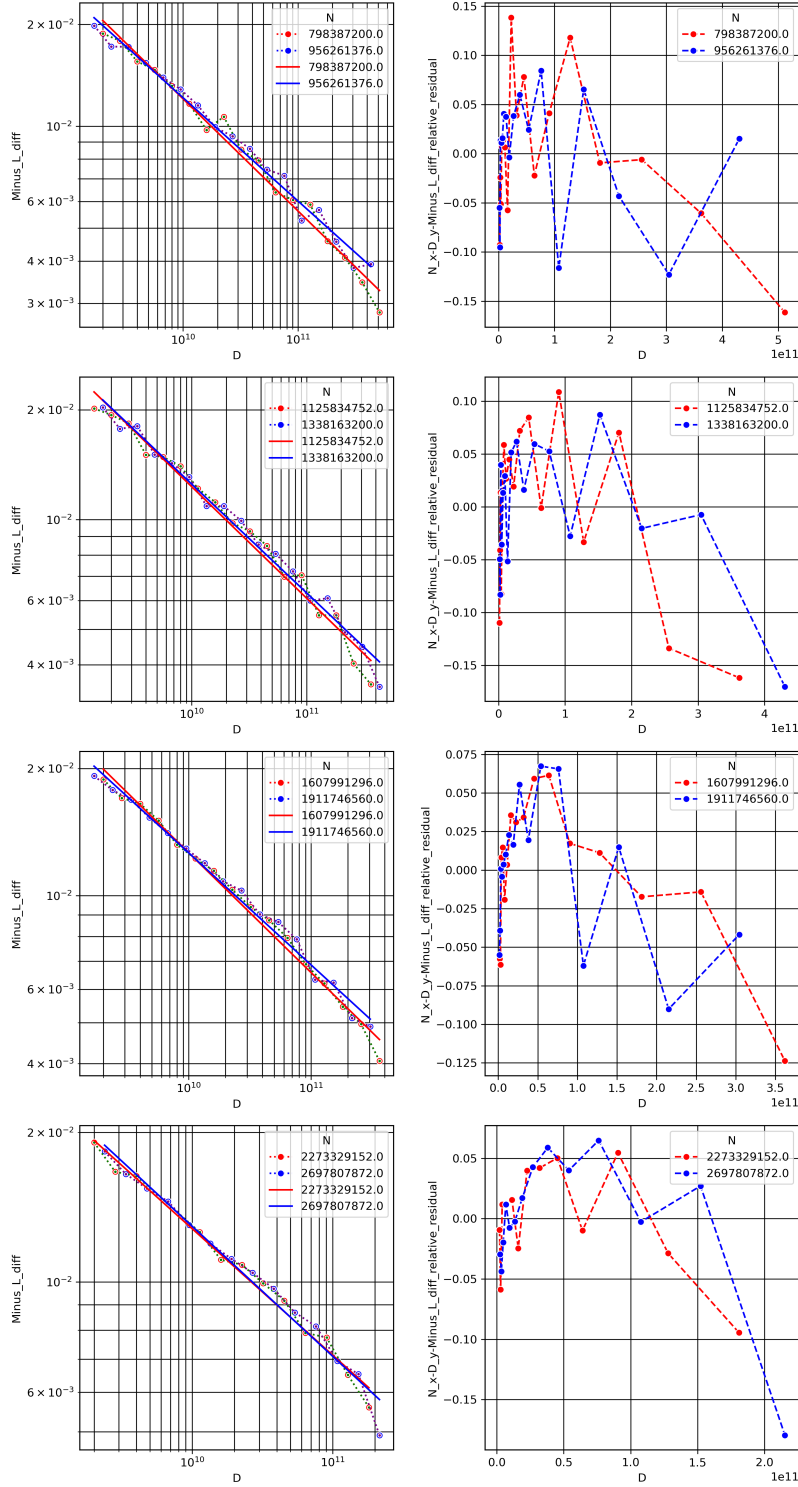 2 × 10⁻²
10⁻²
6 × 10⁻³
4 × 10⁻³
3 × 10⁻³
Minus_L_diff
N
798387200.0
956261376.0
798387200.0
956261376.0
10¹⁰
10¹¹
D
0.15
0.10
0.05
0.00
−0.05
−0.10
−0.15
N_x-D_y-Minus_L_diff_relative_residual
N
798387200.0
956261376.0
0
1
2
3
4
5
D
1e11
2 × 10⁻²
10⁻²
6 × 10⁻³
4 × 10⁻³
Minus_L_diff
N
1125834752.0
1338163200.0
1125834752.0
1338163200.0
10¹⁰
10¹¹
D
0.10
0.05
0.00
−0.05
−0.10
−0.15
N_x-D_y-Minus_L_diff_relative_residual
N
1125834752.0
1338163200.0
0
1
2
3
4
D
1e11
2 × 10⁻²
10⁻²
6 × 10⁻³
4 × 10⁻³
Minus_L_diff
N
1607991296.0
1911746560.0
1607991296.0
1911746560.0
10¹⁰
10¹¹
D
0.075
0.050
0.025
0.000
−0.025
−0.050
−0.075
−0.100
−0.125
N_x-D_y-Minus_L_diff_relative_residual
N
1607991296.0
1911746560.0
0.0
0.5
1.0
1.5
2.0
2.5
3.0
3.5
D
1e11
2 × 10⁻²
10⁻²
6 × 10⁻³
Minus_L_diff
N
2273329152.0
2697807872.0
2273329152.0
2697807872.0
10¹⁰
10¹¹
D
0.05
0.00
−0.05
−0.10
−0.15
N_x-D_y-Minus_L_diff_relative_residual
N
2273329152.0
2697807872.0
0.0
0.5
1.0
1.5
2.0
D
1e11